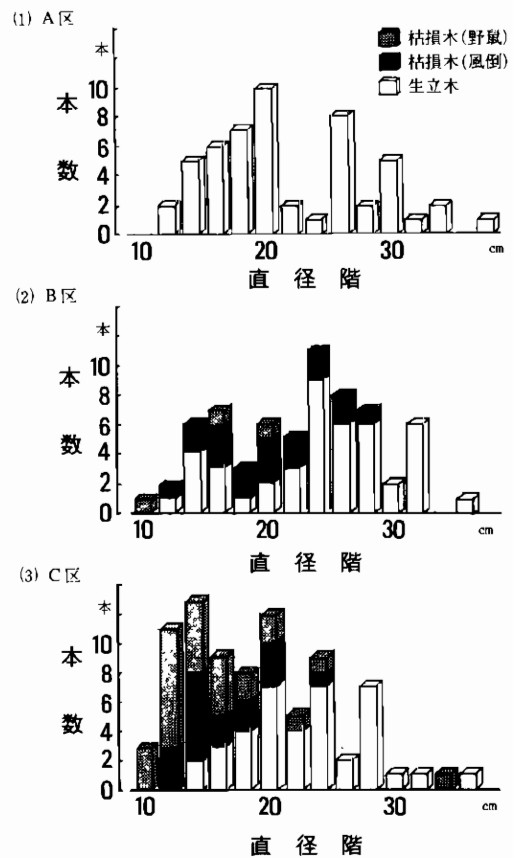 (1) A区
本
枯損木(野鼠)
枯損木(風倒)
生立木
本数
10
8
6
4
2
0
10 20 30 cm
直径階
(2) B区
本
本数
10
8
6
4
2
0
10 20 30 cm
直径階
(3) C区
本
本数
10
8
6
4
2
0
10 20 30 cm
直径階